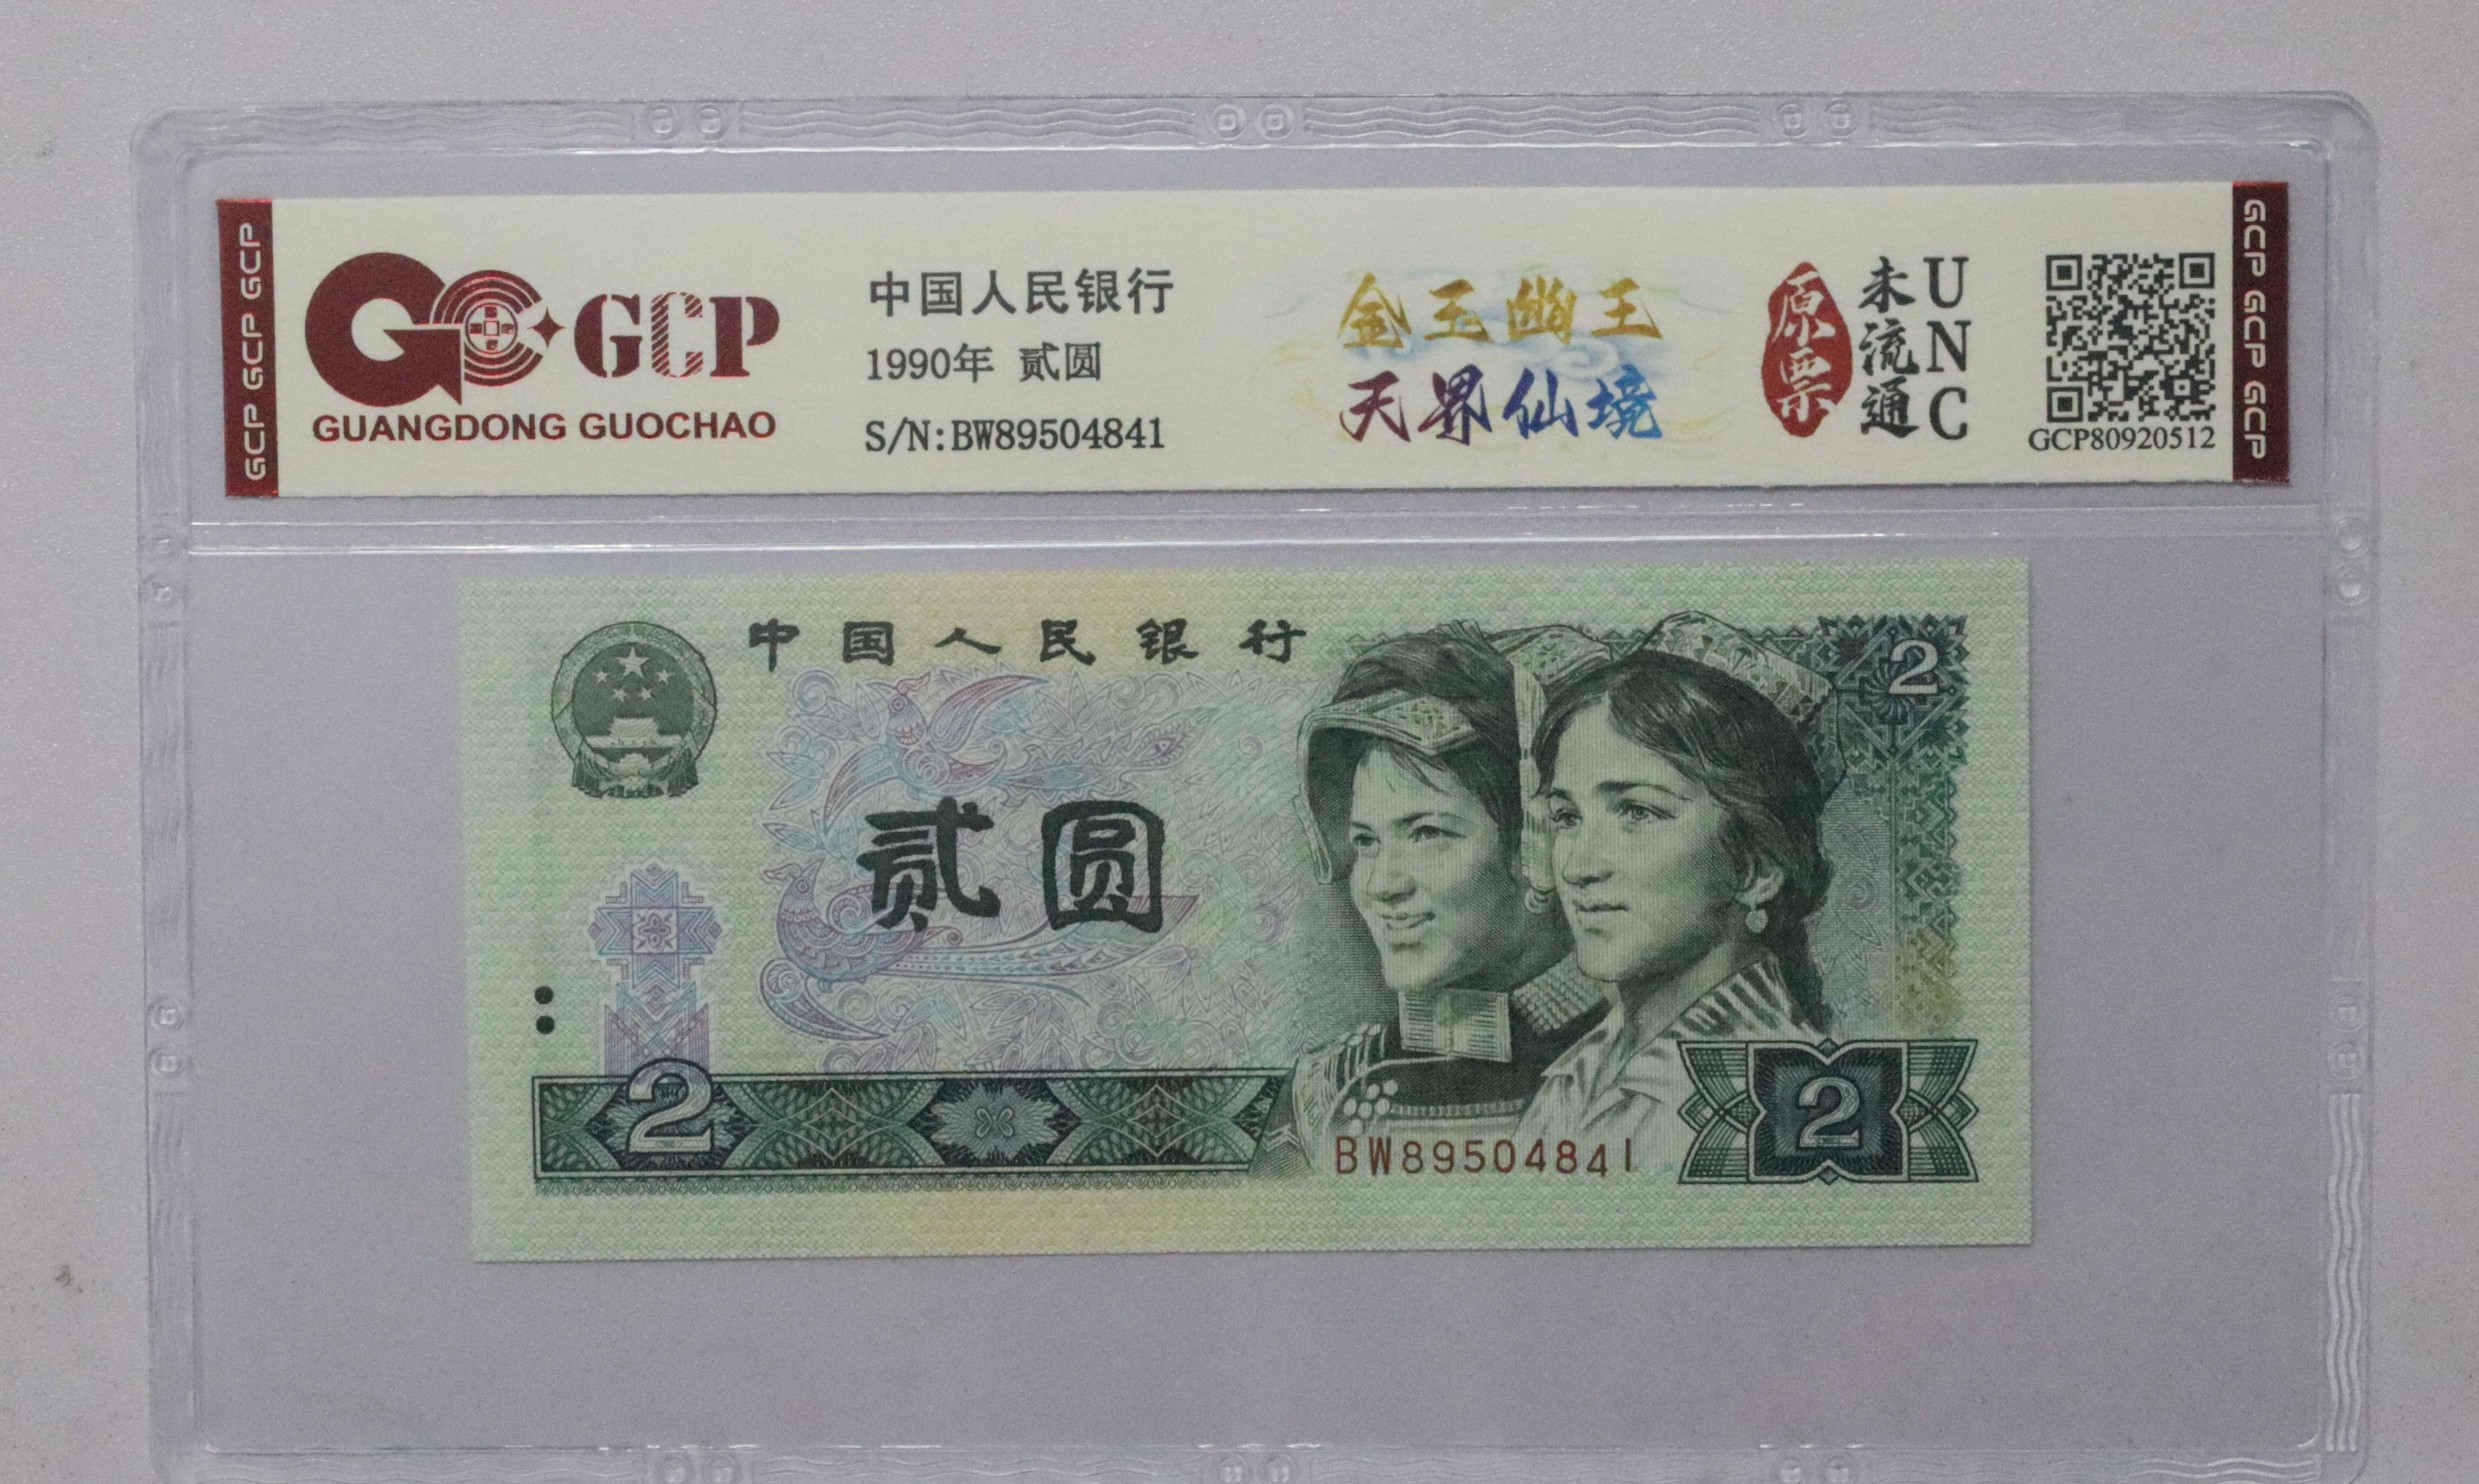 GCP GCP GCP
GCP
GUANGDONG GUOCHAO
中国人民银行
1990年 贰圆
S/N:BW89504841
金玉幽王
天界仙境
原票
未流通
UNC
GCP80920512
GCP GCP GCP
中国人民银行
2
贰圆
2
BW89504841
2